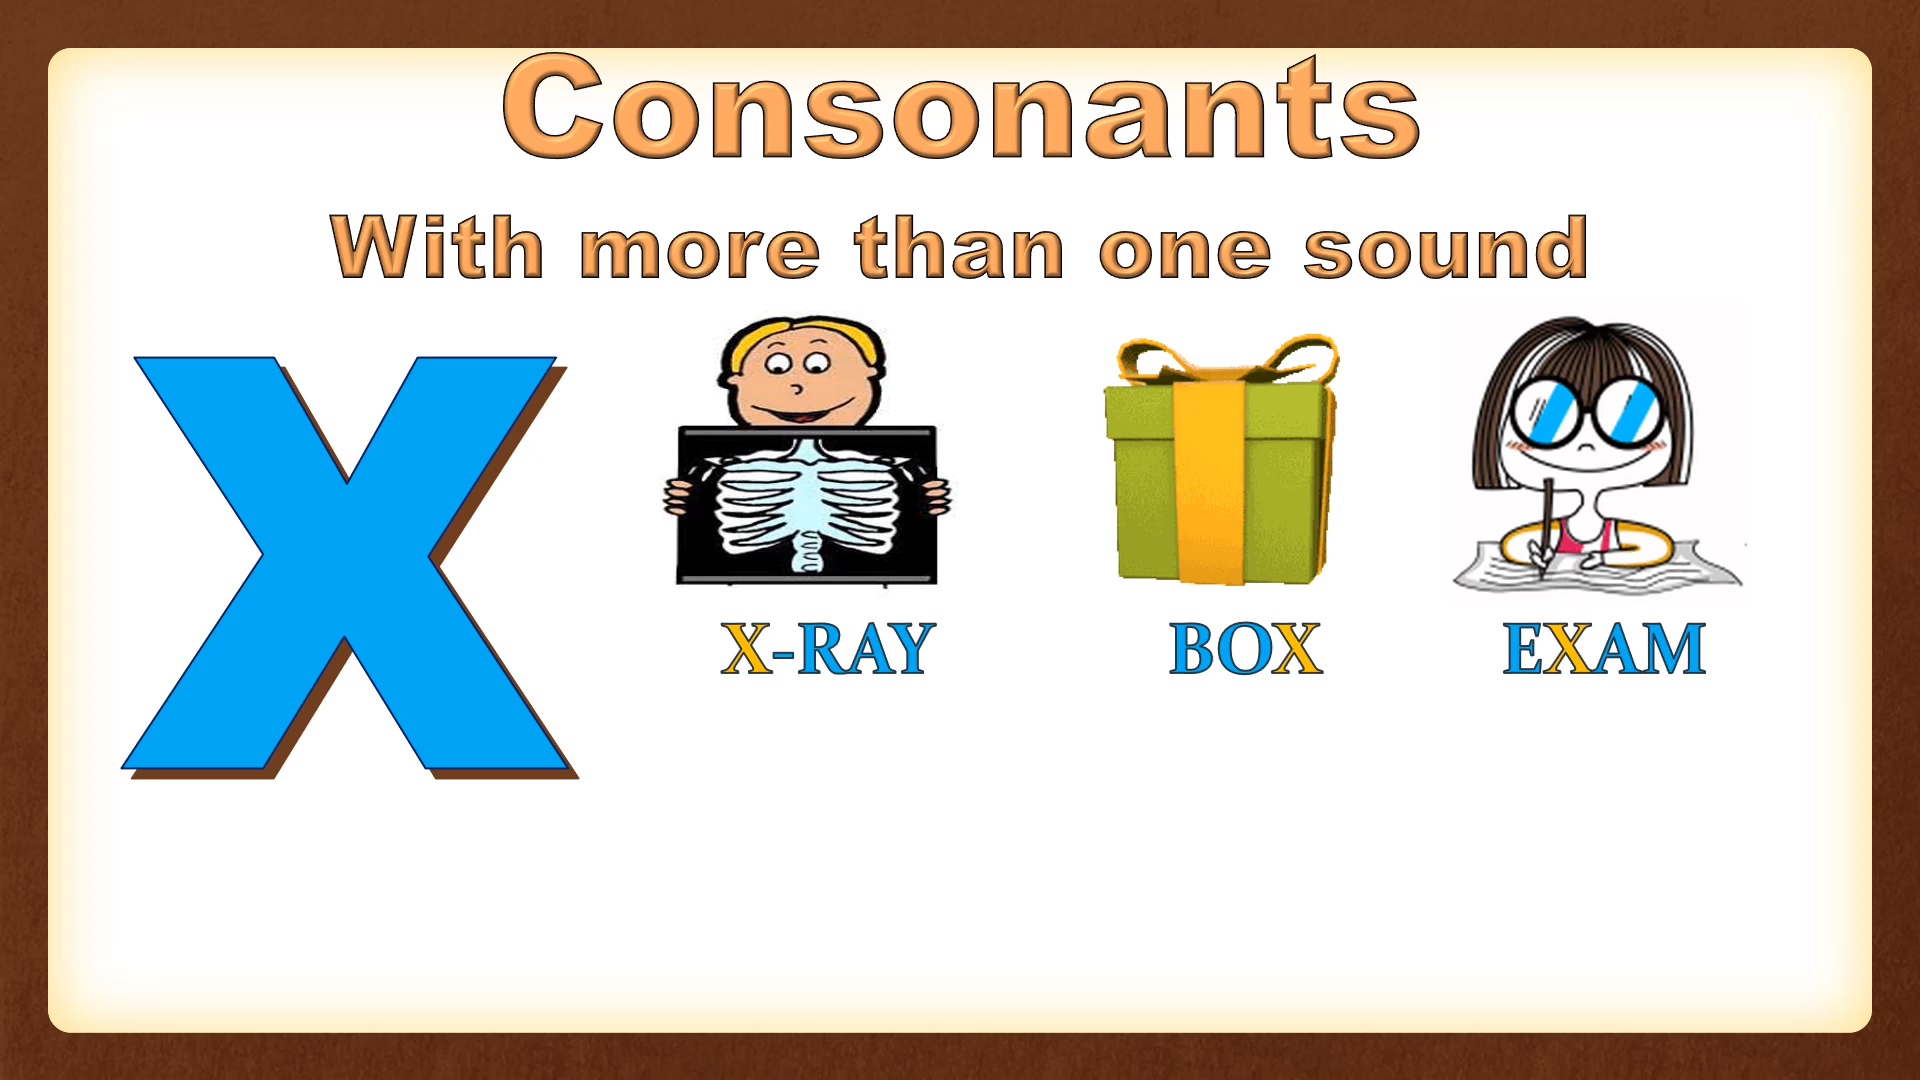 Consonants
With more than one sound
X
X-RAY
BOX
EXAM